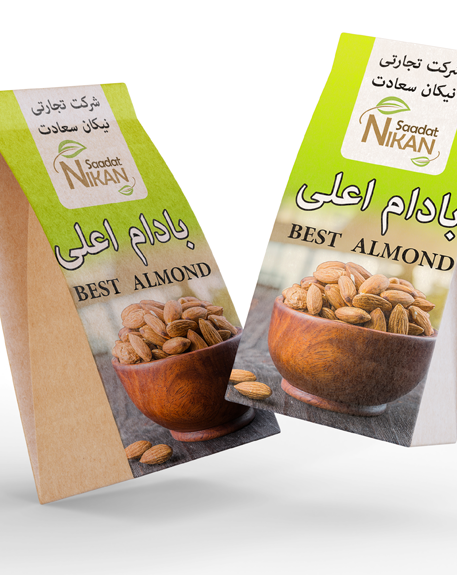 شرکت تجارتی
نیکان سعادت
Saadat
NIKAN
بادام اعلی
BEST ALMOND
شرکت تجارتی
نیکان سعادت
Saadat
NIKAN
بادام اعلی
BEST ALMOND